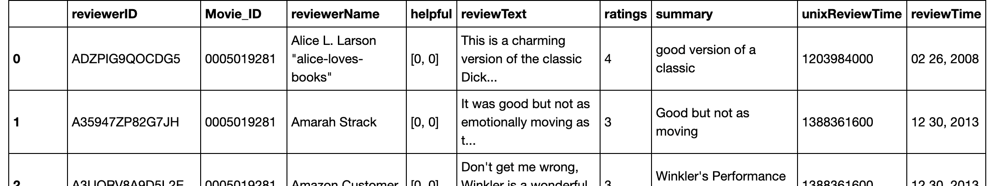 reviewerID Movie_ID reviewerName helpful reviewText ratings summary unixReviewTime reviewTime
0
ADZPIG9QOCDG5
0005019281
Alice L. Larson
"alice-loves-
books"
[0, 0]
This is a charming
version of the classic
Dick...
4
good version of a
classic
1203984000
02 26, 2008
1
A35947ZP82G7JH
0005019281
Amarah Strack
[0, 0]
It was good but not as
emotionally moving as
t...
3
Good but not as
moving
1388361600
12 30, 2013
2
0005019281
Amazon Customer
[0, 0]
Don't get me wrong,
Winkler is a wonderful
3
Winkler's Performance
1388361600
12 30, 2013